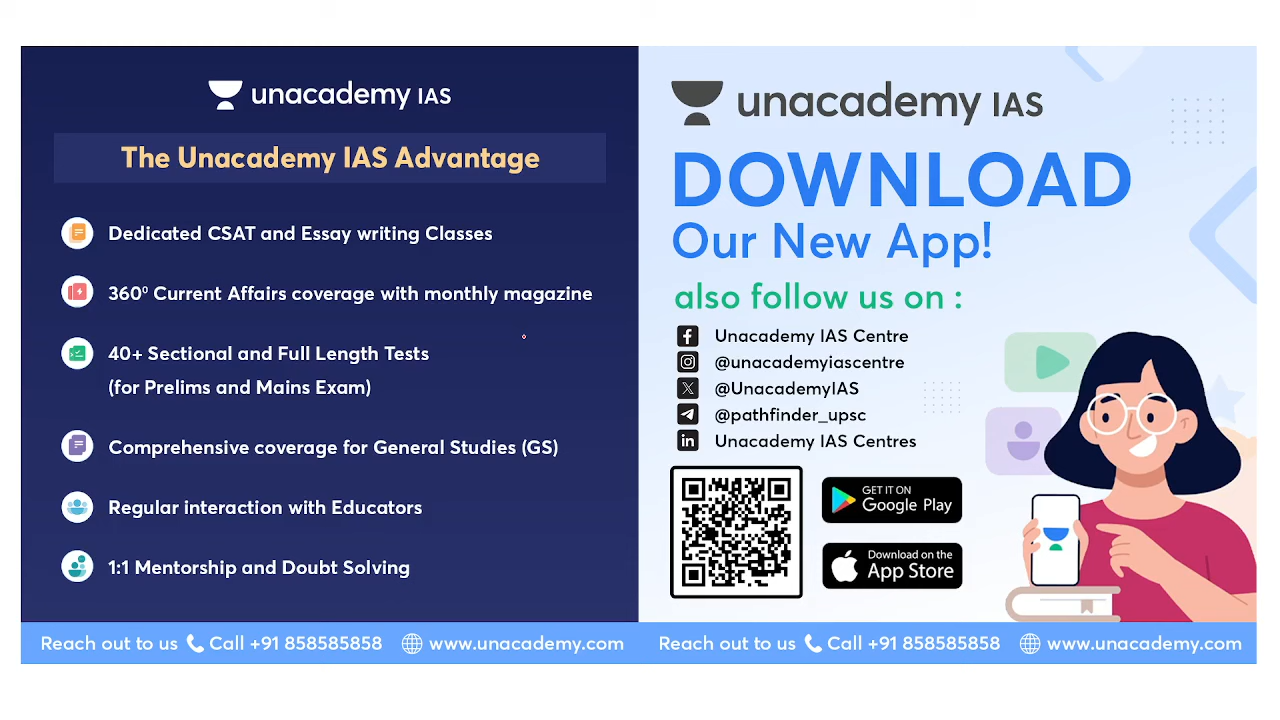 unacademy IAS
The Unacademy IAS Advantage
Dedicated CSAT and Essay writing Classes
360⁰ Current Affairs coverage with monthly magazine
40+ Sectional and Full Length Tests
(for Prelims and Mains Exam)
Comprehensive coverage for General Studies (GS)
Regular interaction with Educators
1:1 Mentorship and Doubt Solving
Reach out to us Call +91 858585858 www.unacademy.com
unacademy IAS
DOWNLOAD
Our New App!
also follow us on :
Unacademy IAS Centre
@unacademyiascentre
@UnacademyIAS
@pathfinder_upsc
Unacademy IAS Centres
GET IT ON
Google Play
Download on the
App Store
Reach out to us Call +91 858585858 www.unacademy.com